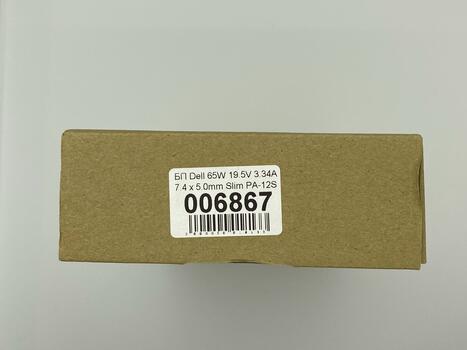 БП Dell 65W 19.5V 3.34A
7.4 x 5.0mm Slim PA-12S
006867